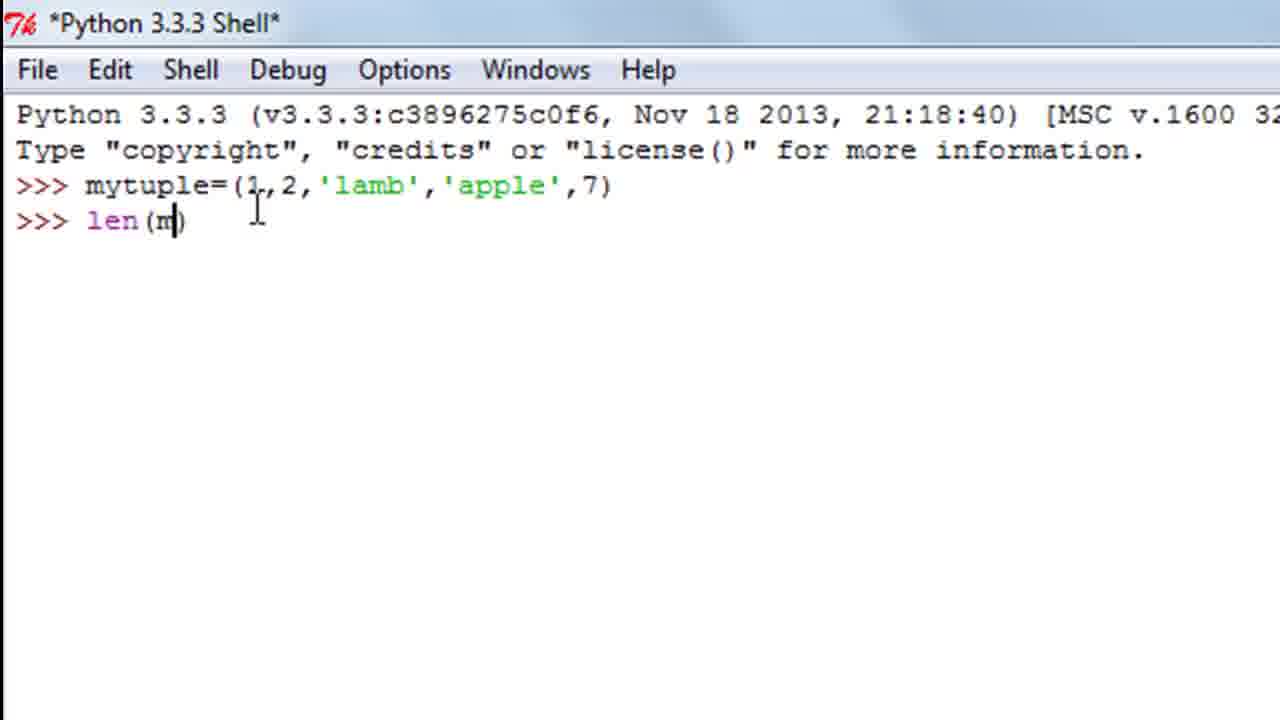 *Python 3.3.3 Shell*
File Edit Shell Debug Options Windows Help
Python 3.3.3 (v3.3.3:c3896275c0f6, Nov 18 2013, 21:18:40) [MSC v.1600 32
Type "copyright", "credits" or "license()" for more information.
>>> mytuple=(1,2,'lamb','apple',7)
>>> len(m)